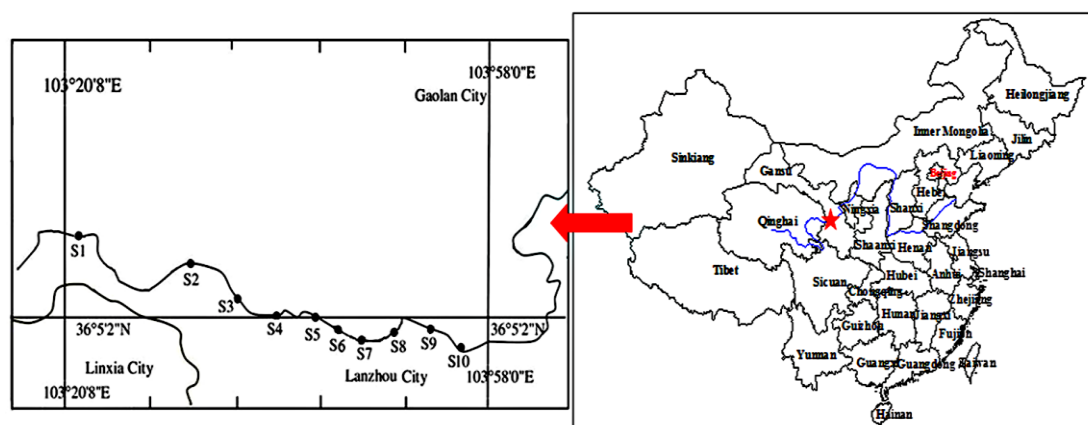 103°20'8"E
103°58'0"E
Gaolan City
S1
S2
S3
S4
S5
S6
S7
S8
S9
S10
36°5'2"N
36°5'2"N
Linxia City
Lanzhou City
103°20'8"E
103°58'0"E
Heilongjiang
Inner Mongolia
Jilin
Liaoning
Sinkiang
Gansu
Beijing
Hebei
Ningxia
Shanxi
Qinghai
Shangdong
Shaanxi
Henan
Jiangsu
Tibet
Sicuan
Hubei
Anhui
Shanghai
Chongqing
Zhejiang
Hunan
Jiangxi
Guizhou
Fujian
Yunnan
Guangxi
Guangdong
Taiwan
Hainan